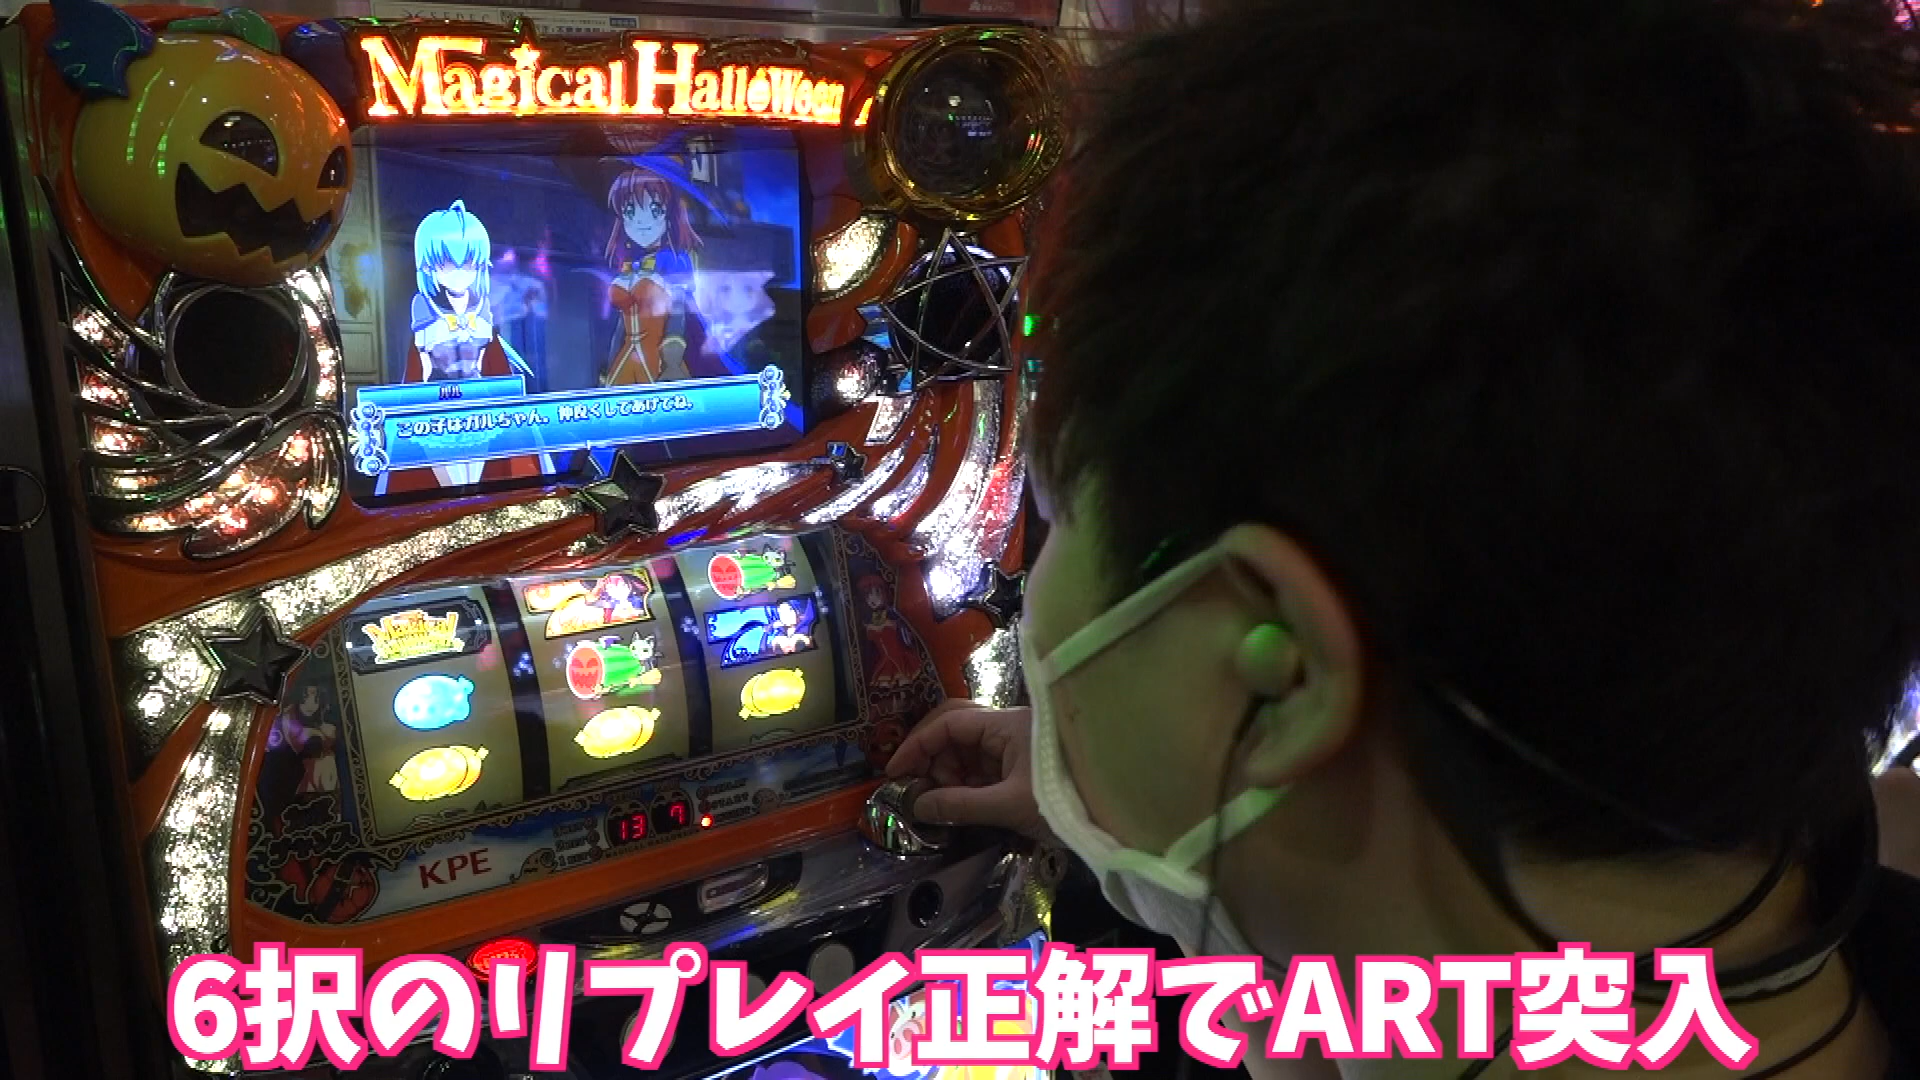 Magical Halloween
この子はガルちゃん。仲良くしてあげてね。
Magical
13 7
KPE
6択のリプレイ正解でART突入